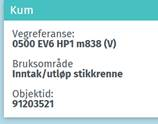 Kum
Vegreferanse:
0500 EV6 HP1 m838 (V)
Bruksområde
Inntak/utløp stikkrenne
Objektid:
91203521